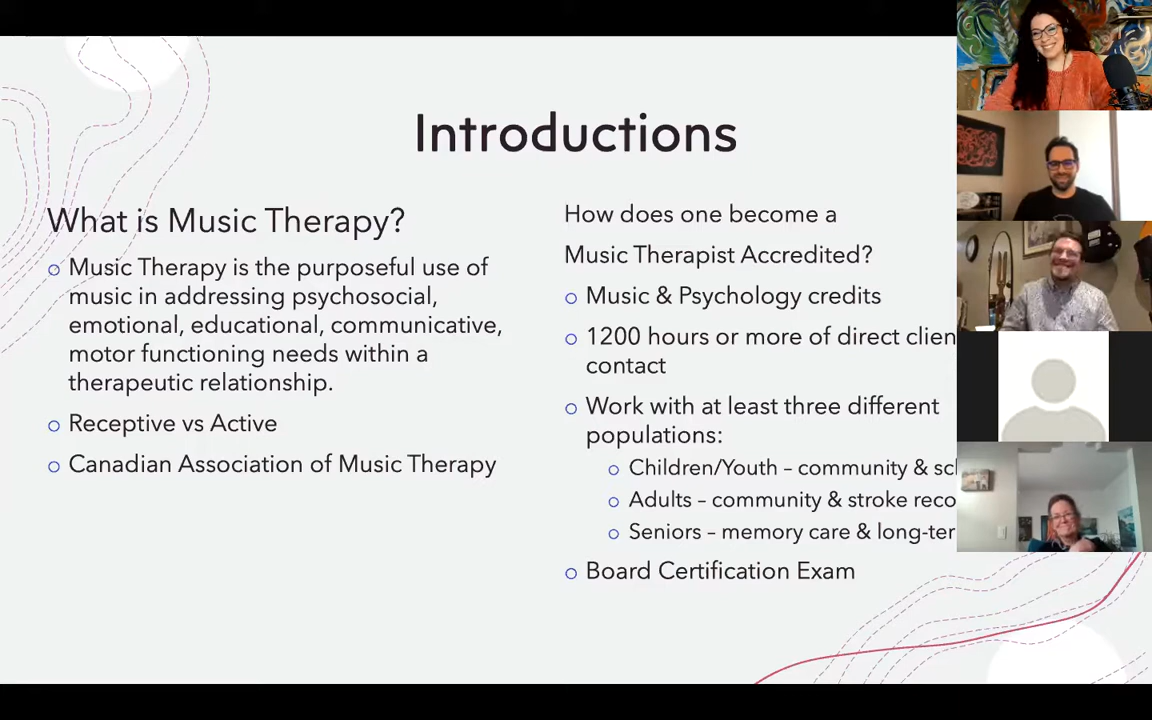 Introductions
What is Music Therapy?
Music Therapy is the purposeful use of
music in addressing psychosocial,
emotional, educational, communicative,
motor functioning needs within a
therapeutic relationship.
Receptive vs Active
Canadian Association of Music Therapy
How does one become a
Music Therapist Accredited?
Music & Psychology credits
1200 hours or more of direct
contact
Work with at least three different
populations:
Children/Youth – community &
Adults – community & stroke
Seniors – memory care &
Board Certification Exam